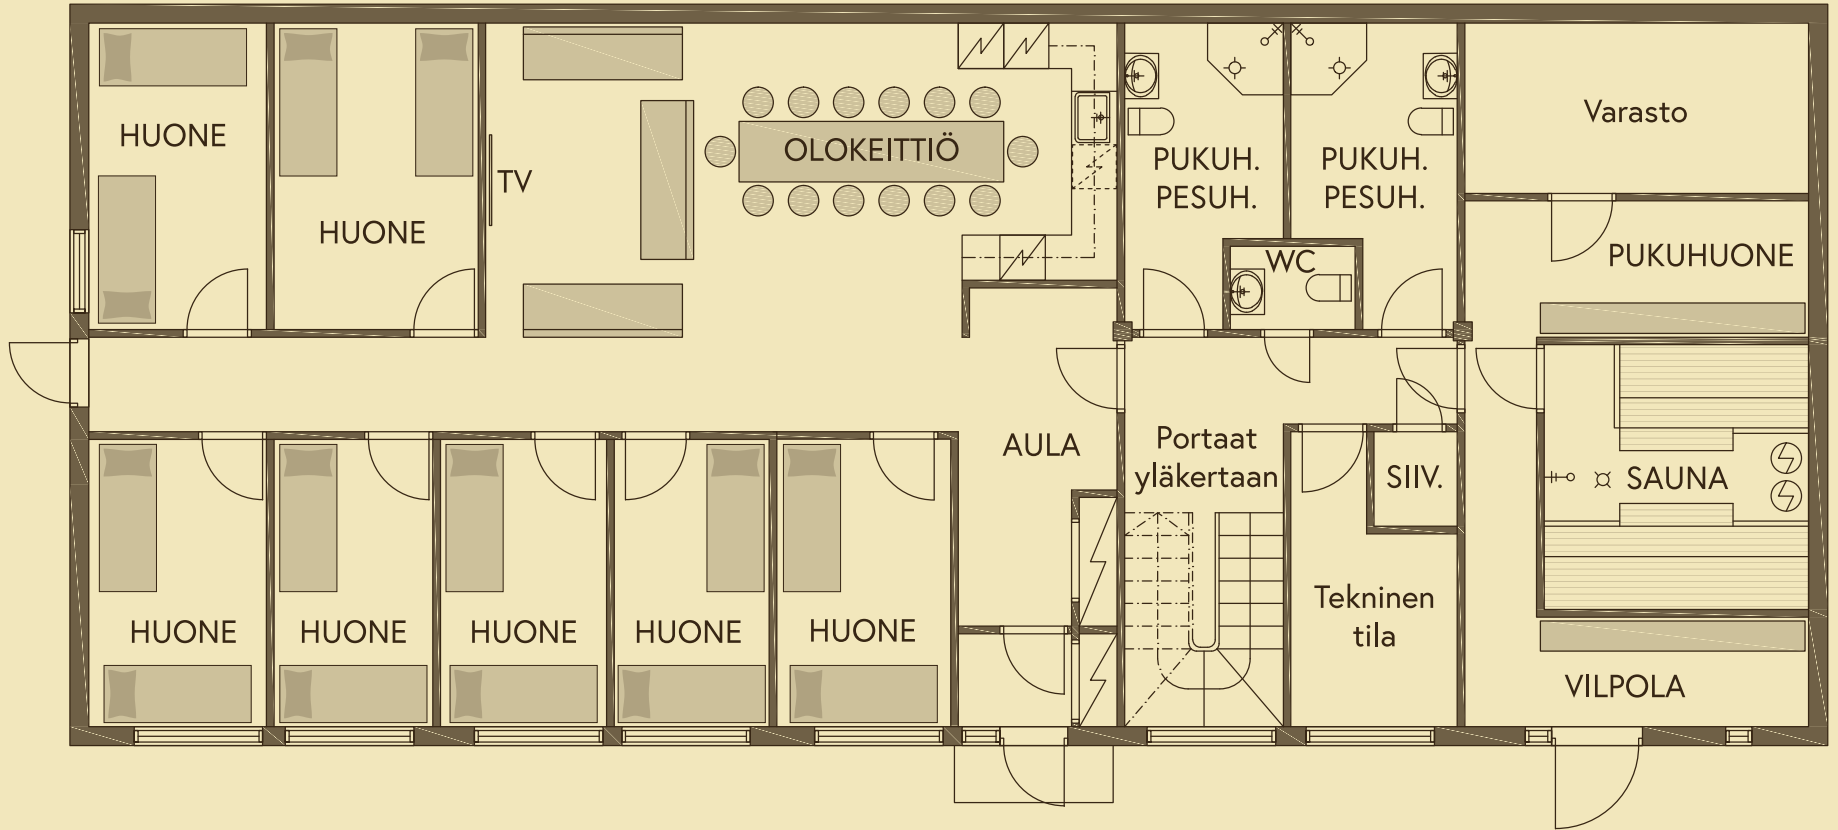 HUONE
HUONE
TV
OLOKEITTIÖ
PUKUH.
PESUH.
PUKUH.
PESUH.
WC
Varasto
PUKUHUONE
AULA
Portaat
yläkertaan
SIIV.
SAUNA
Tekninen
tila
HUONE
HUONE
HUONE
HUONE
HUONE
VILPOLA